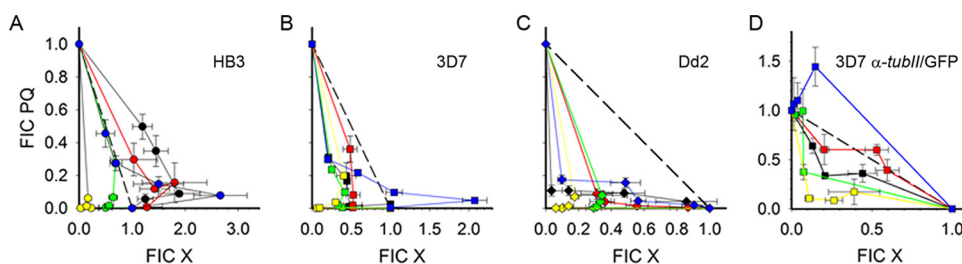 A
HB3
FIC PQ
1.0
0.8
0.6
0.4
0.2
0.0
0.0 1.0 2.0 3.0
FIC X
B
3D7
0.0 0.5 1.0 1.5 2.0
FIC X
C
Dd2
0.0 0.2 0.4 0.6 0.8 1.0
FIC X
D
3D7 α-tubII/GFP
1.5
1.0
0.5
0.0
0.0 0.5 1.0
FIC X